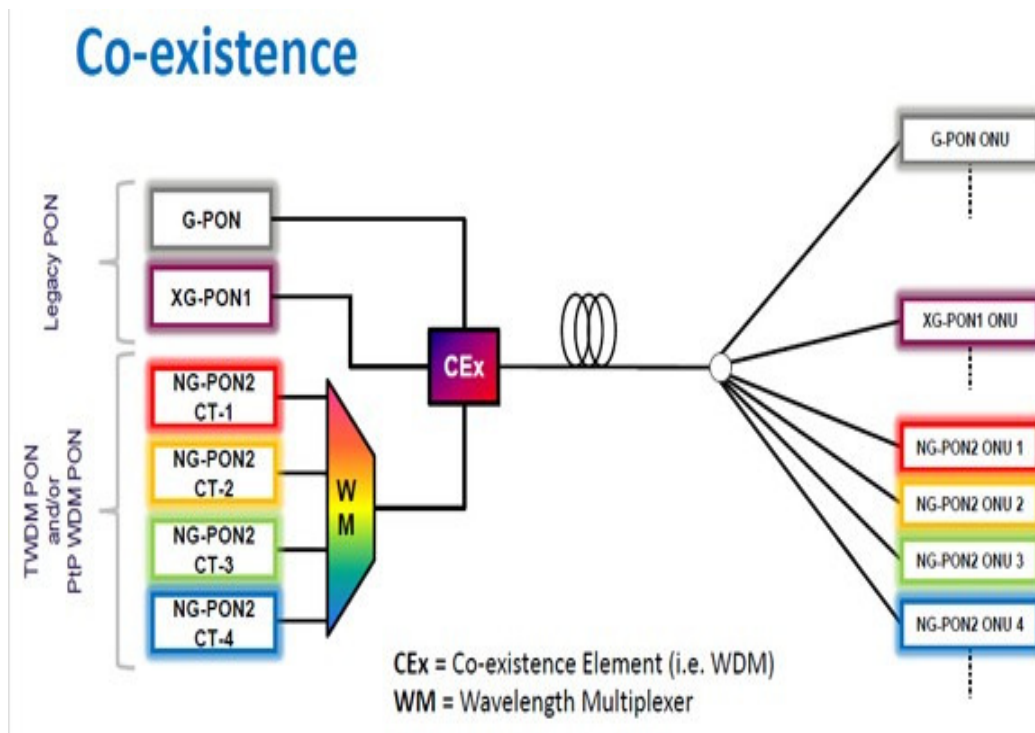 Co-existence
Legacy PON
G-PON
XG-PON1
TWDM PON
and/or
PtP WDM PON
NG-PON2
CT-1
NG-PON2
CT-2
NG-PON2
CT-3
NG-PON2
CT-4
W
M
CEx
G-PON ONU
XG-PON1 ONU
NG-PON2 ONU 1
NG-PON2 ONU 2
NG-PON2 ONU 3
NG-PON2 ONU 4
CEx = Co-existence Element (i.e. WDM)
WM = Wavelength Multiplexer